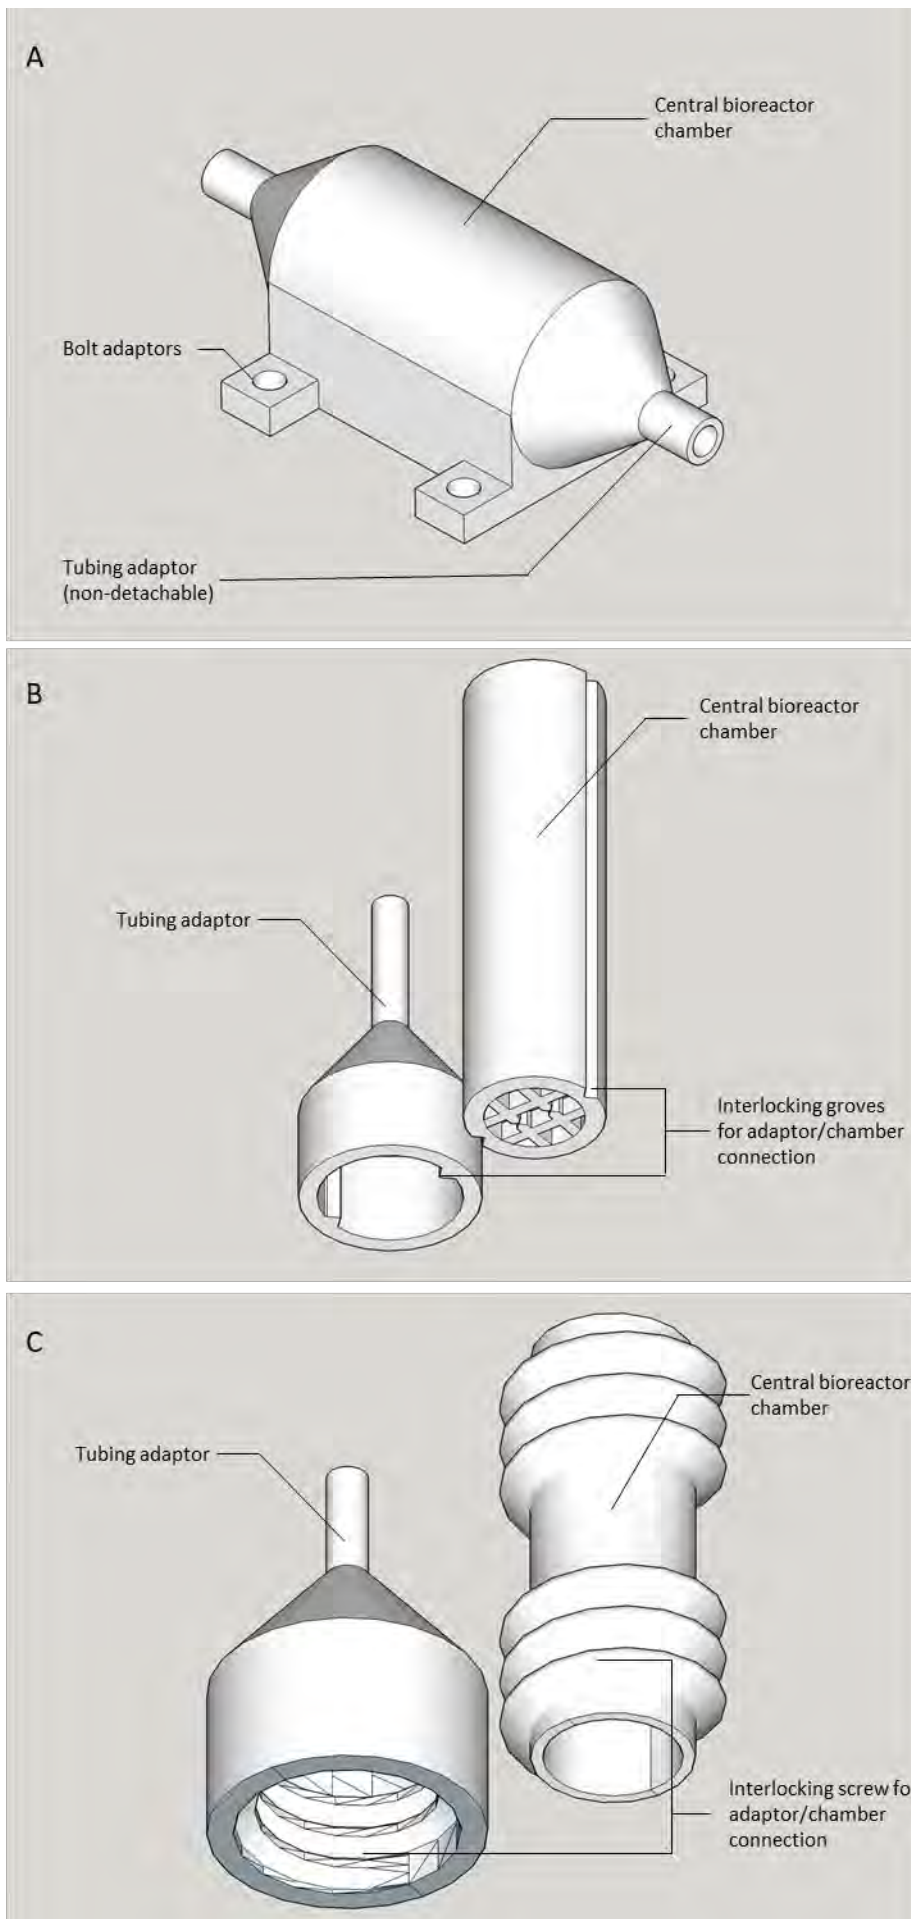 A
Central bioreactor
chamber
Bolt adaptors
Tubing adaptor
(non-detachable)
B
Central bioreactor
chamber
Tubing adaptor
Interlocking groves
for adaptor/chamber
connection
C
Central bioreactor
chamber
Tubing adaptor
Interlocking screw fo
adaptor/chamber
connection